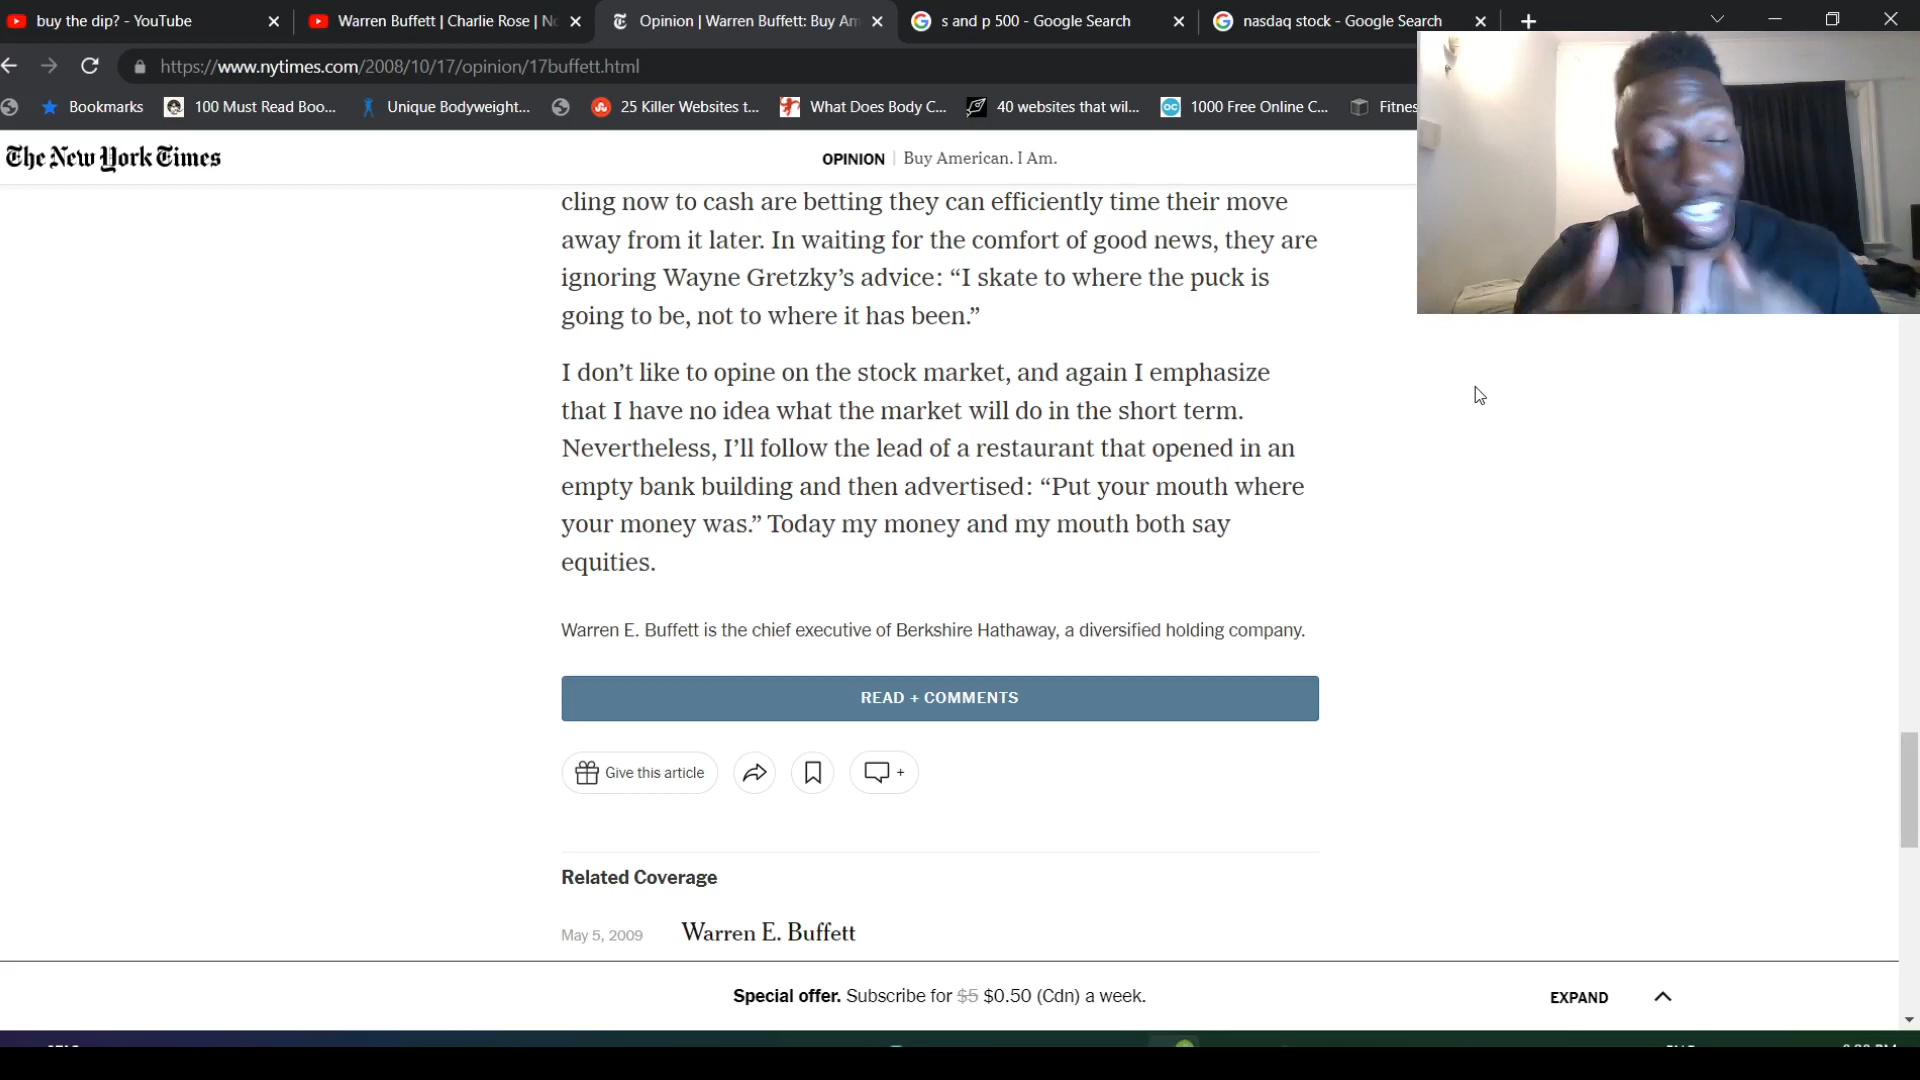 buy the dip? - YouTube
Warren Buffett | Charlie Rose | No
Opinion | Warren Buffett: Buy Am
s and p 500 - Google Search
nasdaq stock - Google Search
https://www.nytimes.com/2008/10/17/opinion/17buffett.html
Bookmarks
100 Must Read Boo...
Unique Bodyweight...
25 Killer Websites t...
What Does Body C...
40 websites that wil...
1000 Free Online C...
Fitnes
The New York Times
OPINION | Buy American. I Am.
cling now to cash are betting they can efficiently time their move
away from it later. In waiting for the comfort of good news, they are
ignoring Wayne Gretzky’s advice: “I skate to where the puck is
going to be, not to where it has been.”
I don’t like to opine on the stock market, and again I emphasize
that I have no idea what the market will do in the short term.
Nevertheless, I’ll follow the lead of a restaurant that opened in an
empty bank building and then advertised: “Put your mouth where
your money was.” Today my money and my mouth both say
equities.
Warren E. Buffett is the chief executive of Berkshire Hathaway, a diversified holding company.
READ + COMMENTS
Give this article
+
Related Coverage
May 5, 2009 Warren E. Buffett
Special offer. Subscribe for $5 $0.50 (Cdn) a week.
EXPAND